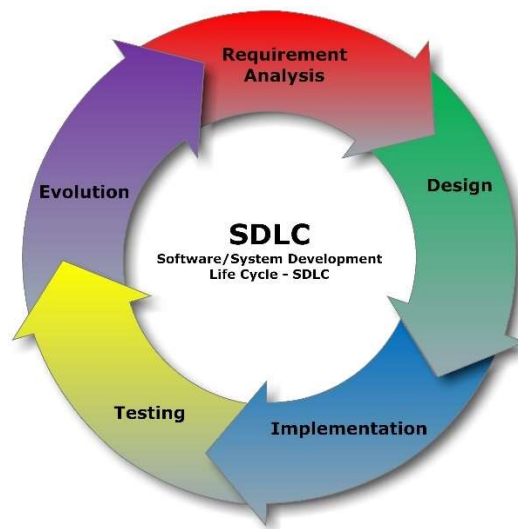 Requirement
Analysis
Design
Implementation
Testing
Evolution
SDLC
Software/System Development
Life Cycle - SDLC